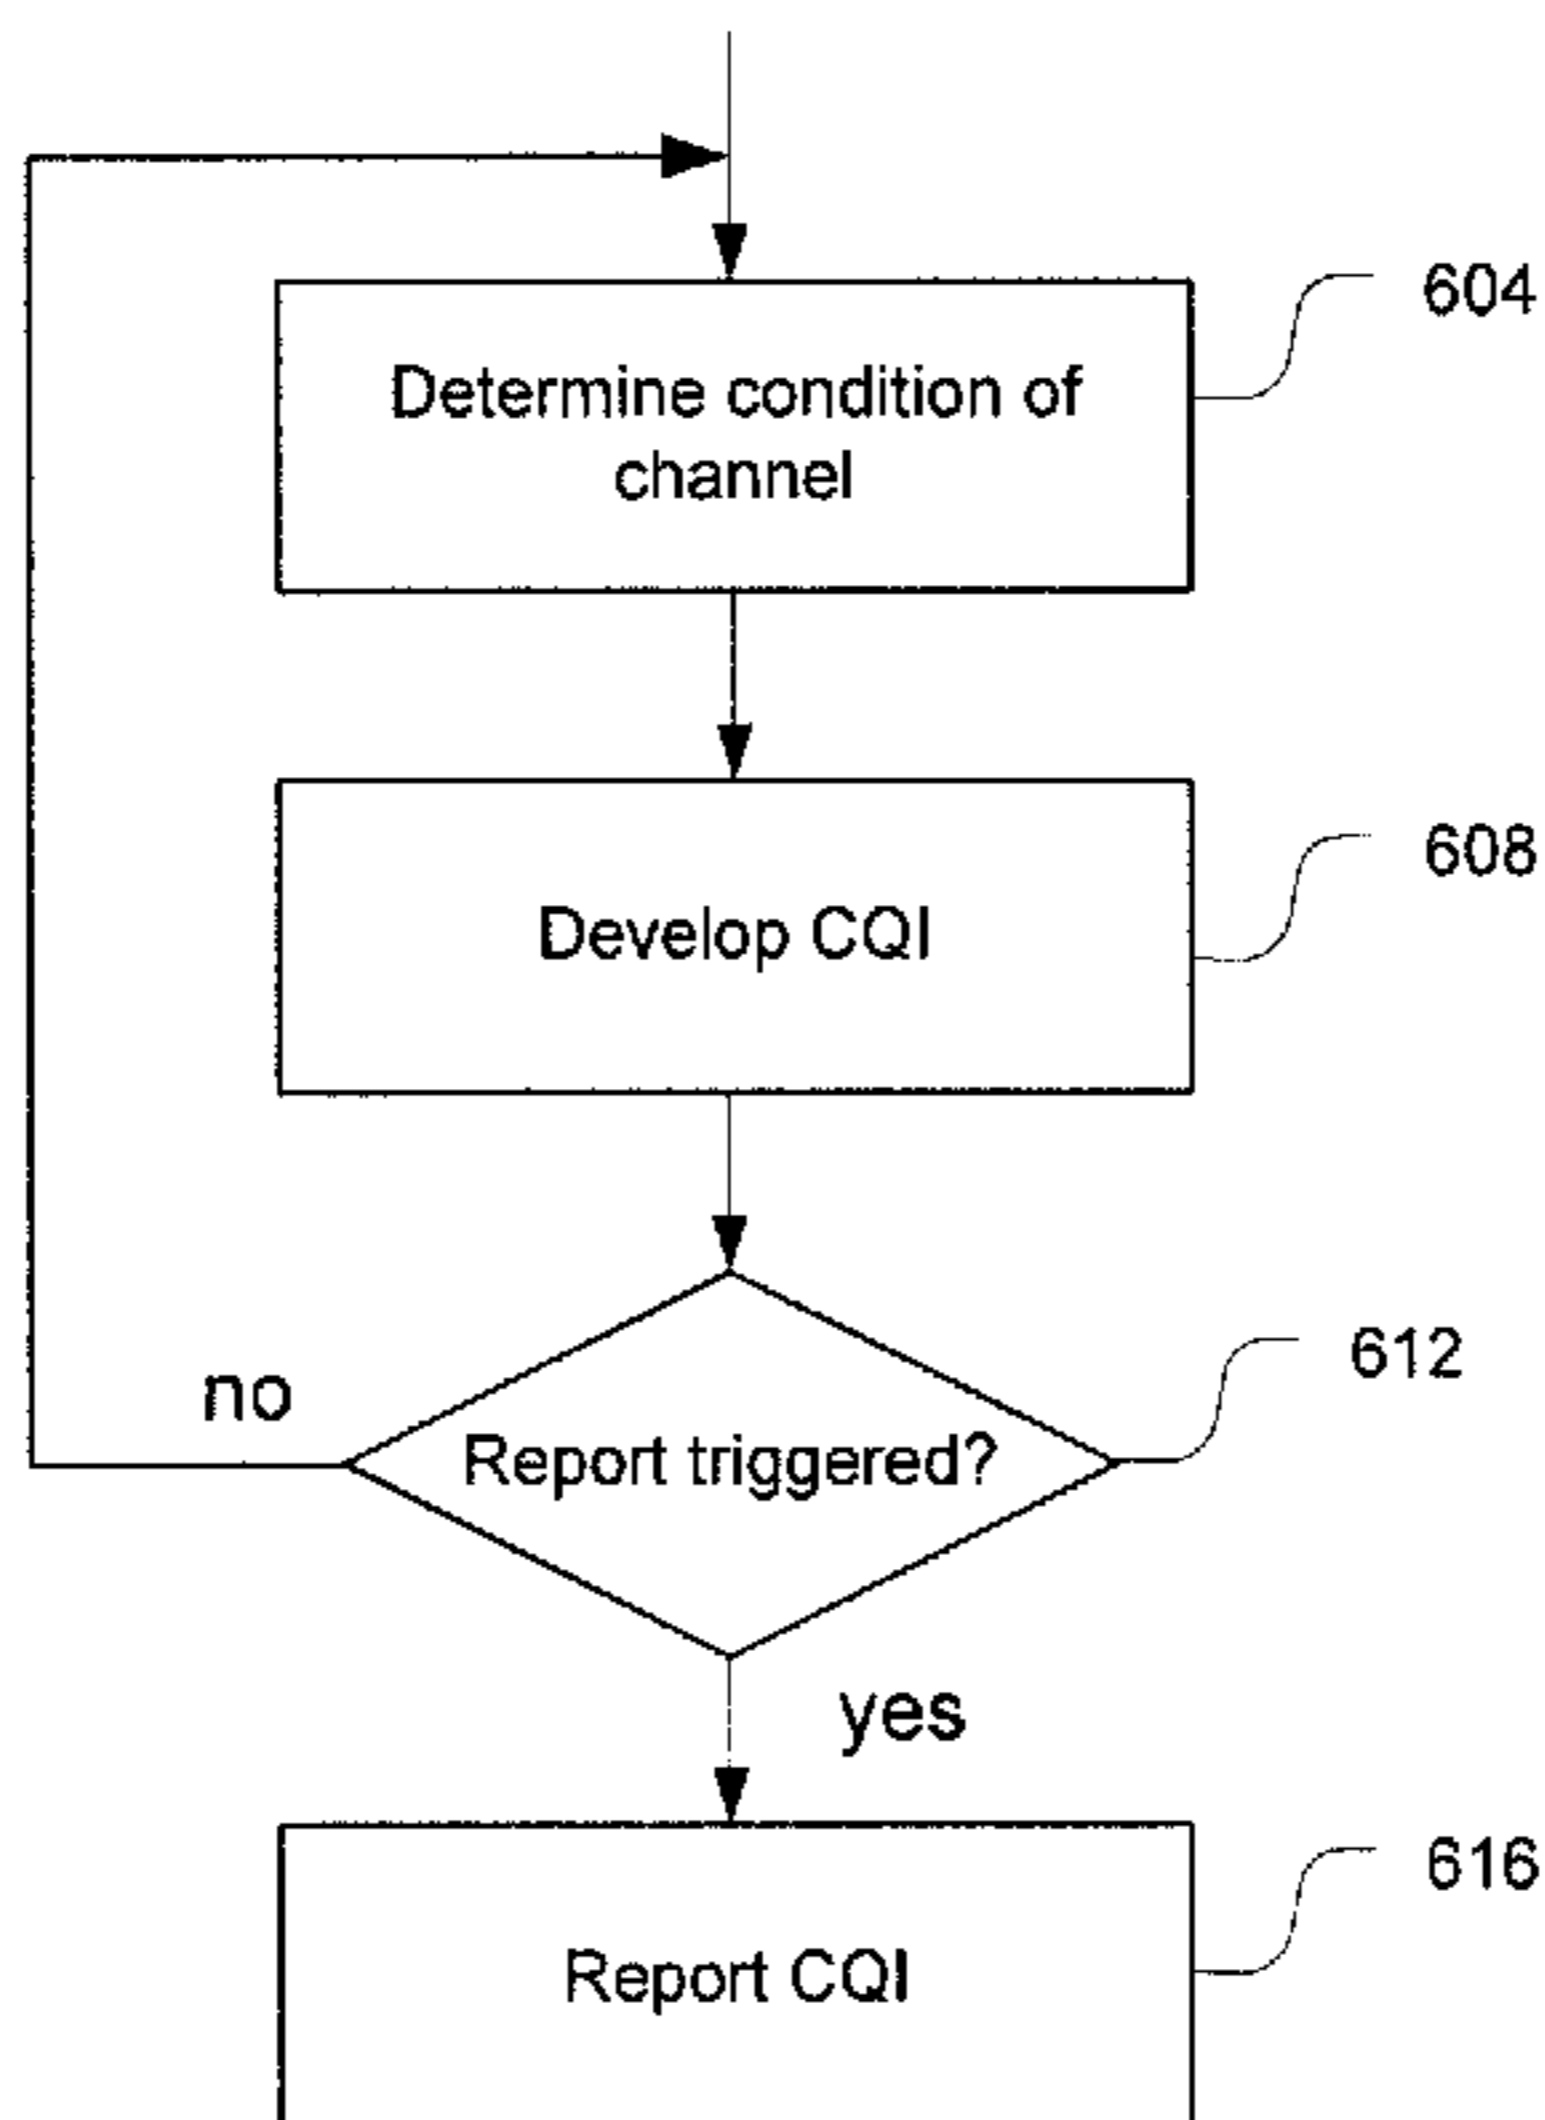 604
Determine condition of
channel
608
Develop CQI
612
no
Report triggered?
yes
616
Report CQI